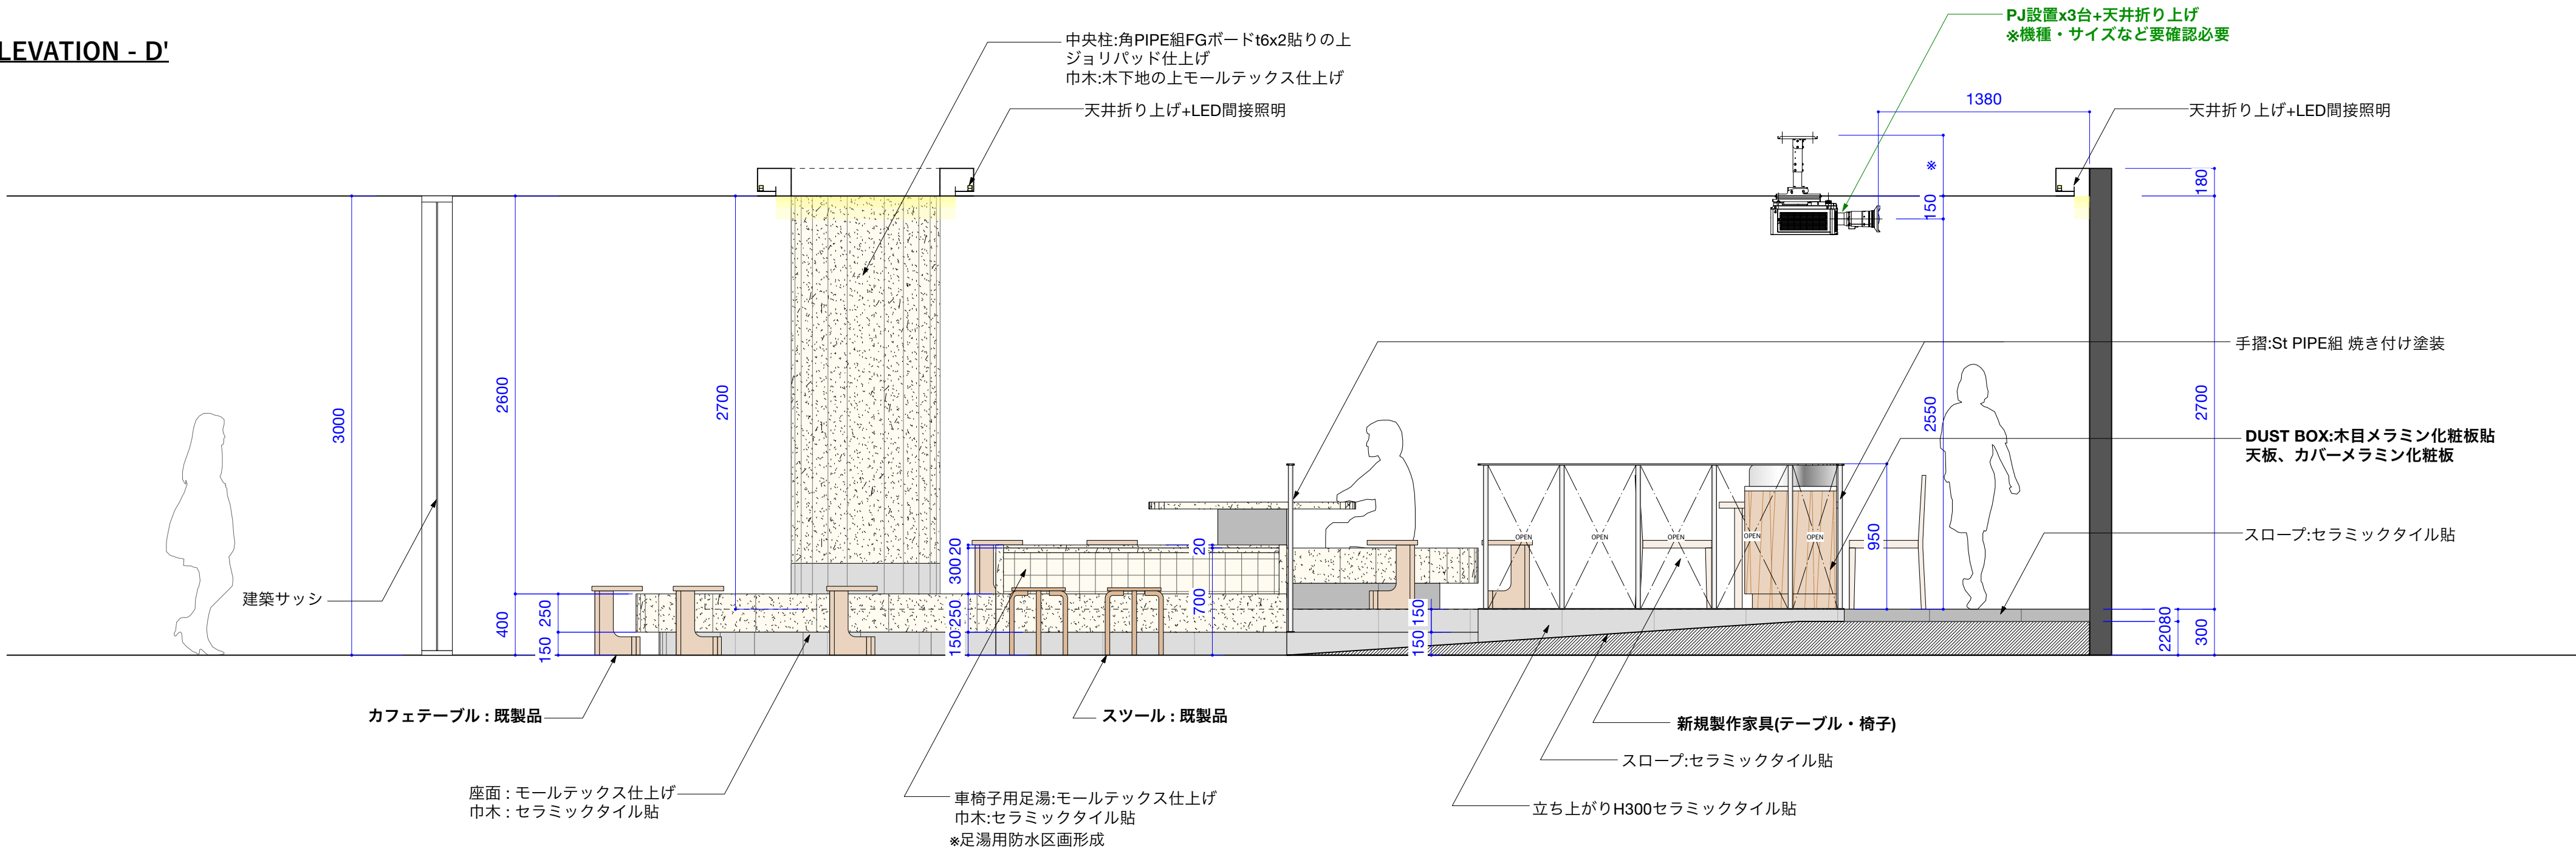 LEVATION - D'
PJ設置x3台+天井折り上げ
※機種・サイズなど要確認必要
中央柱:角PIPE組FGボードt6x2貼りの上
ジョリパッド仕上げ
巾木:木下地の上モールテックス仕上げ
天井折り上げ+LED間接照明
1380
天井折り上げ+LED間接照明
※
150
180
3000
2600
2700
2550
2700
手摺:St PIPE組 焼き付け塗装
DUST BOX:木目メラミン化粧板貼
天板、カバーメラミン化粧板
スロープ:セラミックタイル貼
950
OPEN
OPEN
OPEN
OPEN
OPEN
建築サッシ
400
250
150
20
300
250
150
20
700
150
150
80
220
300
カフェテーブル : 既製品
スツール : 既製品
新規製作家具(テーブル・椅子)
スロープ:セラミックタイル貼
座面 : モールテックス仕上げ
巾木 : セラミックタイル貼
車椅子用足湯:モールテックス仕上げ
巾木:セラミックタイル貼
※足湯用防水区画形成
立ち上がりH300セラミックタイル貼